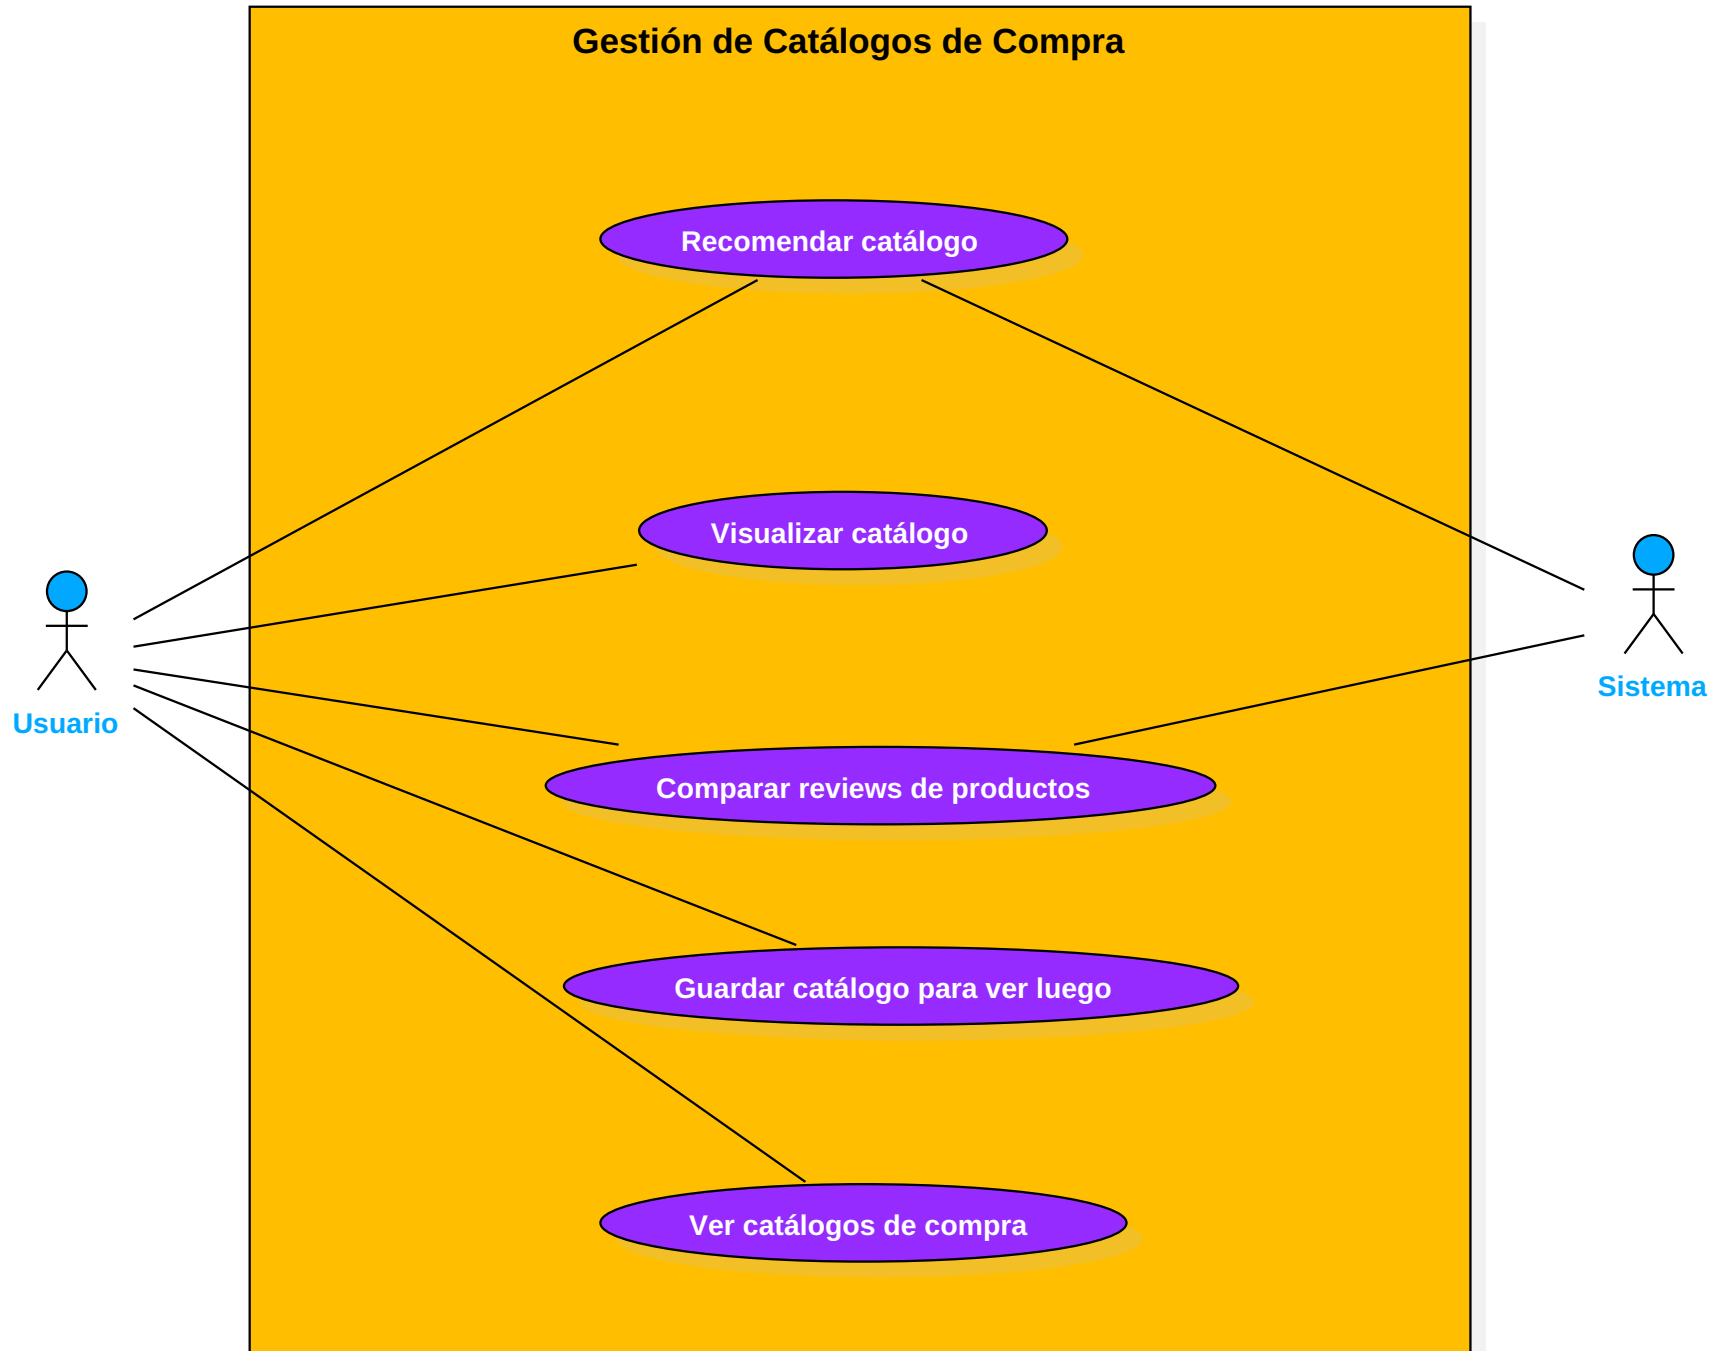 Gestión de Catálogos de Compra
Recomendar catálogo
Visualizar catálogo
Usuario
Sistema
Comparar reviews de productos
Guardar catálogo para ver luego
Ver catálogos de compra